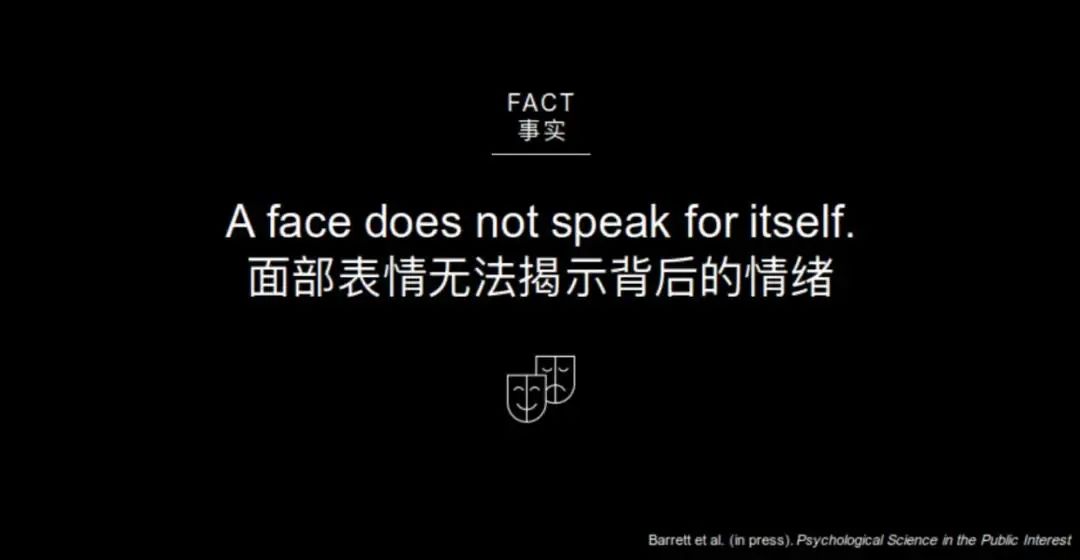 FACT
事实
A face does not speak for itself.
面部表情无法揭示背后的情绪
Barrett et al. (in press). Psychological Science in the Public Interest